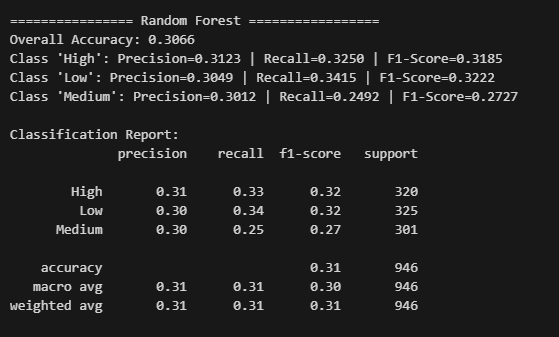 ================ Random Forest =================
Overall Accuracy: 0.3066
Class 'High': Precision=0.3123 | Recall=0.3250 | F1-Score=0.3185
Class 'Low': Precision=0.3049 | Recall=0.3415 | F1-Score=0.3222
Class 'Medium': Precision=0.3012 | Recall=0.2492 | F1-Score=0.2727
Classification Report:
precision recall f1-score support
High 0.31 0.33 0.32 320
Low 0.30 0.34 0.32 325
Medium 0.30 0.25 0.27 301
accuracy 0.31 946
macro avg 0.31 0.31 0.30 946
weighted avg 0.31 0.31 0.31 946